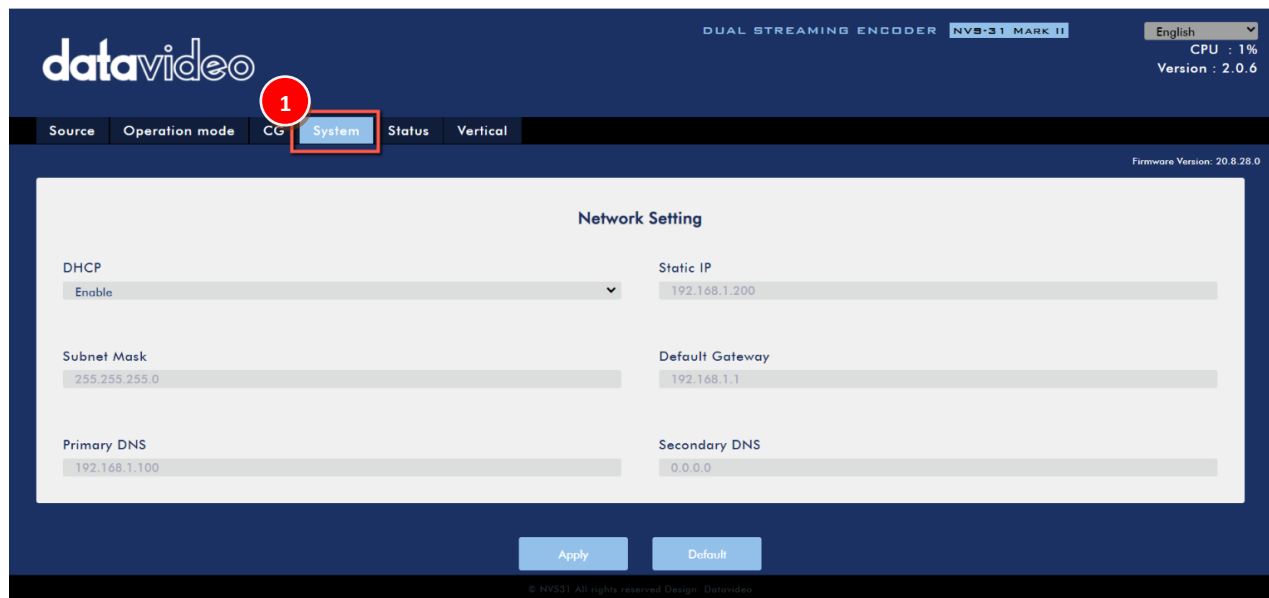 DUAL STREAMING ENCODER NVS-31 MARK II
English
CPU : 1%
datavideo
Version : 2.0.6
1
Source Operation mode CG System Status Vertical
Firmware Version: 20.8.28.0
Network Setting
DHCP Static IP
Enable 192.168.1.200
Subnet Mask Default Gateway
255.255.255.0 192.168.1.1
Primary DNS Secondary DNS
192.168.1.100 0.0.0.0
Apply Default
© NVS31 All rights reserved Design: Datavideo